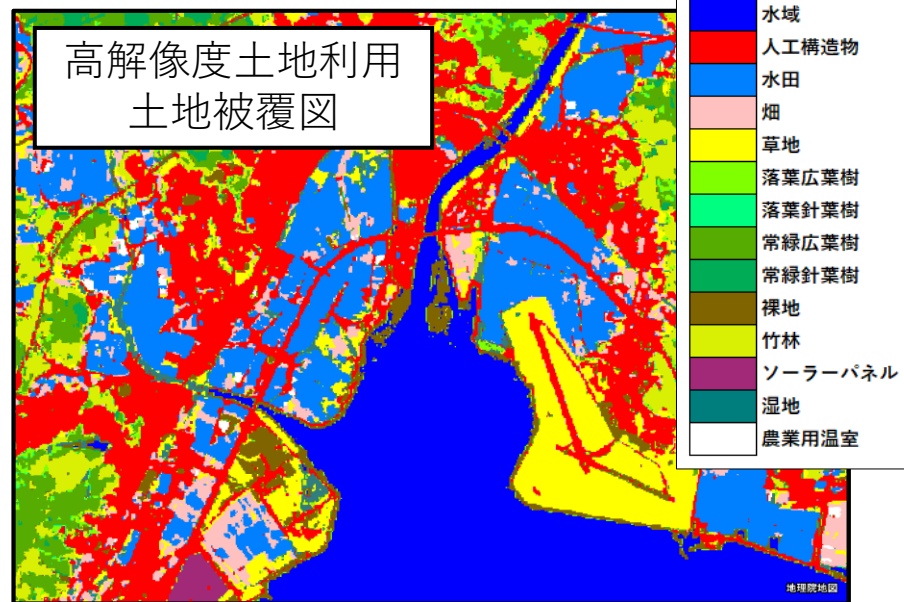 高解像度土地利用
土地被覆図
水域
人工構造物
水田
畑
草地
落葉広葉樹
落葉針葉樹
常緑広葉樹
常緑針葉樹
裸地
竹林
ソーラーパネル
湿地
農業用温室
地理院地図